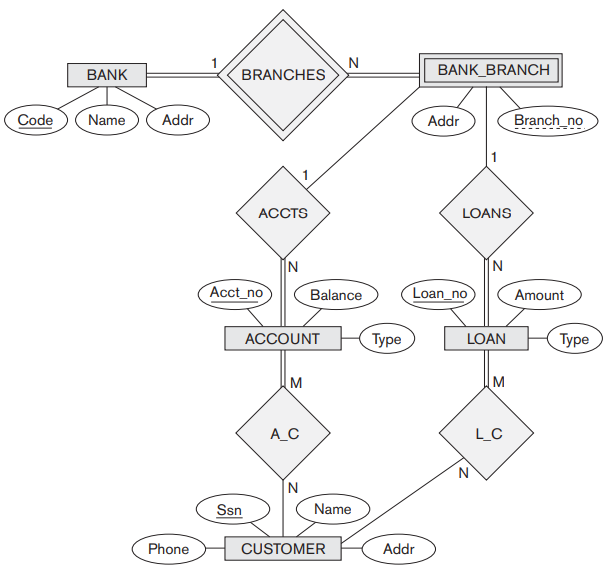 1
N
BANK
BRANCHES
BANK_BRANCH
Code
Name
Addr
Addr
Branch_no
1
1
ACCTS
LOANS
N
N
Acct_no
Balance
Loan_no
Amount
ACCOUNT
Type
LOAN
Type
M
M
A_C
L_C
N
N
Ssn
Name
Phone
CUSTOMER
Addr